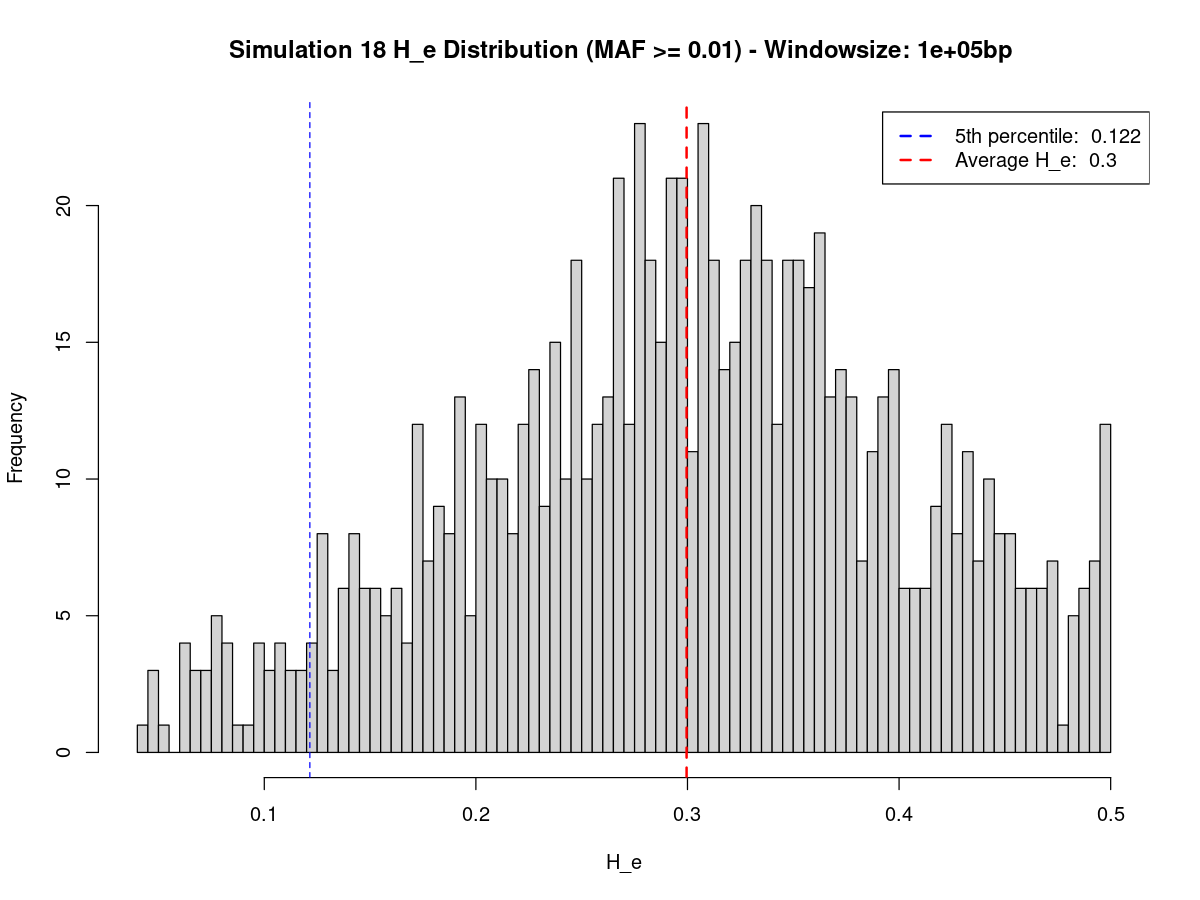 Simulation 18 H_e Distribution (MAF >= 0.01) - Windowsize: 1e+05bp
5th percentile:  0.122
Average H_e:  0.3
Frequency
20
15
10
5
0
0.1 0.2 0.3 0.4 0.5
H_e